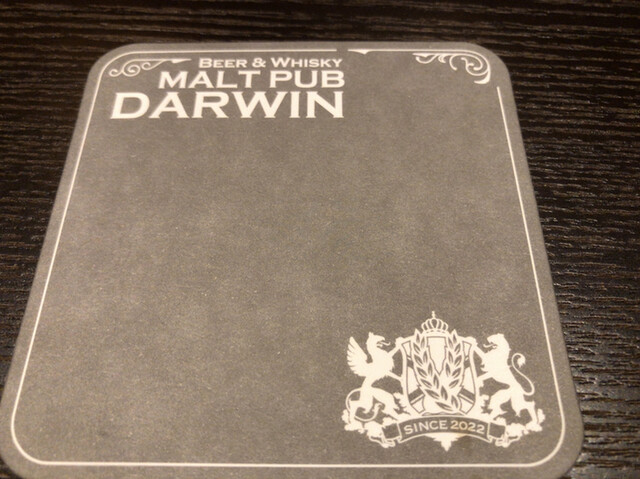 BEER & WHISKY
MALT PUB
DARWIN
SINCE 2022